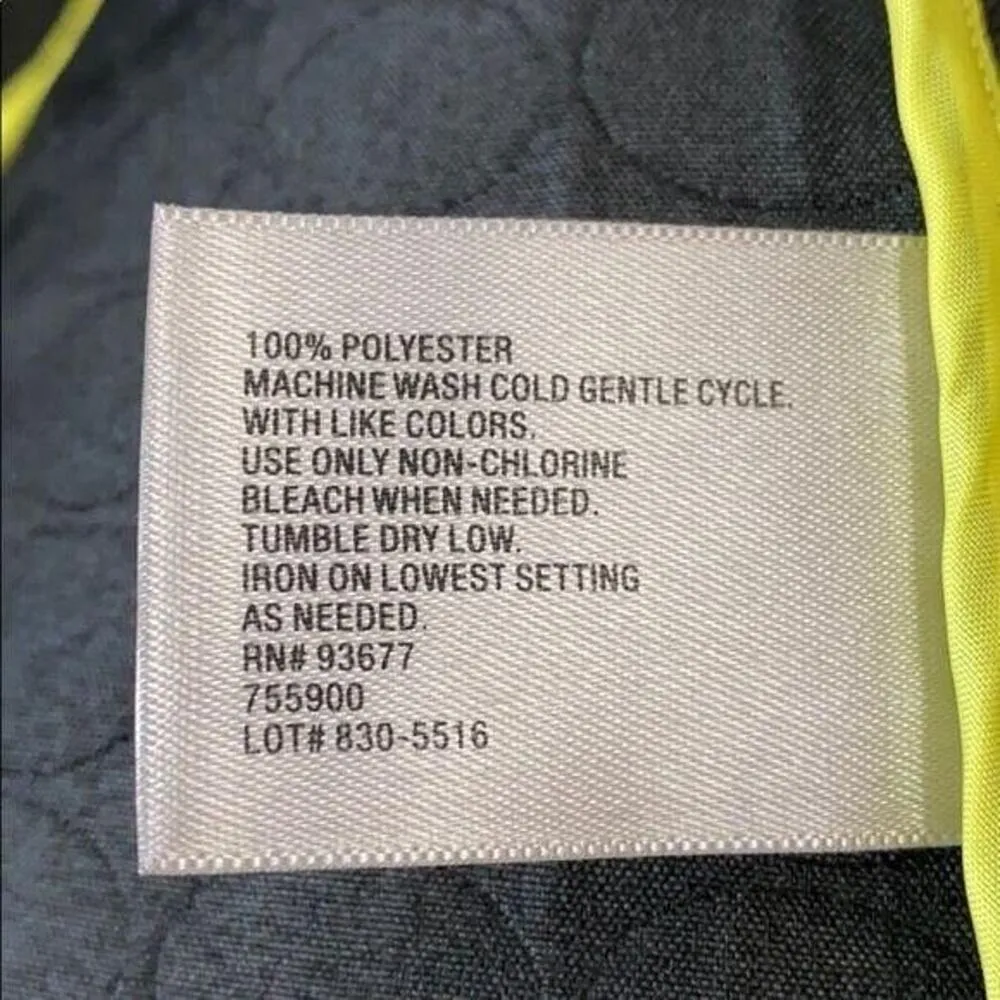 100% POLYESTER
MACHINE WASH COLD GENTLE CYCLE.
WITH LIKE COLORS.
USE ONLY NON-CHLORINE
BLEACH WHEN NEEDED.
TUMBLE DRY LOW.
IRON ON LOWEST SETTING
AS NEEDED.
RN# 93677
755900
LOT# 830-5516